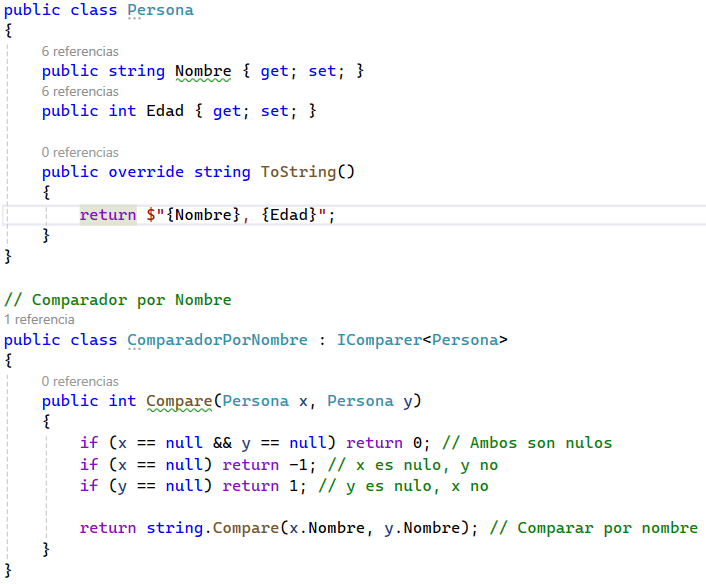 public class Persona
{
6 referencias
public string Nombre { get; set; }
6 referencias
public int Edad { get; set; }
0 referencias
public override string ToString()
{
return $"{Nombre}, {Edad}";
}
}
// Comparador por Nombre
1 referencia
public class ComparadorPorNombre : IComparer<Persona>
{
0 referencias
public int Compare(Persona x, Persona y)
{
if (x == null && y == null) return 0; // Ambos son nulos
if (x == null) return -1; // x es nulo, y no
if (y == null) return 1; // y es nulo, x no
return string.Compare(x.Nombre, y.Nombre); // Comparar por nombre
}
}